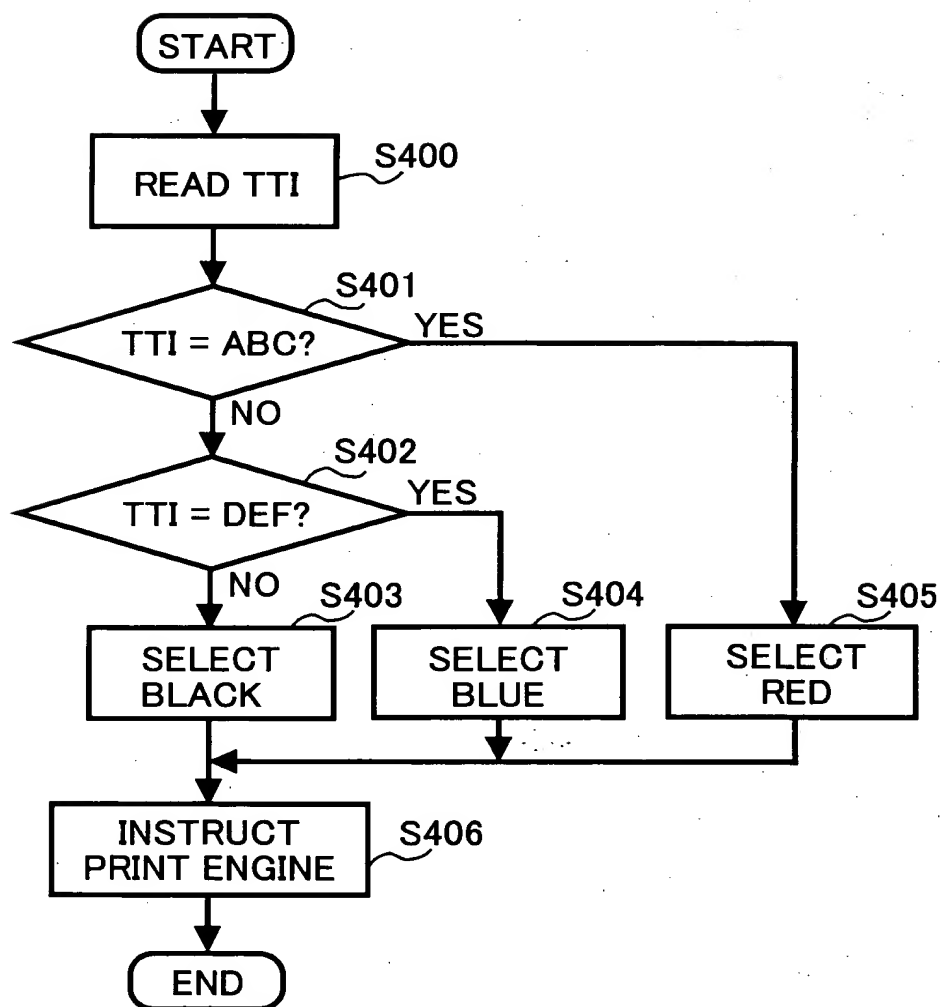 START
S400
READ TTI
S401
TTI = ABC?
YES
NO
S402
TTI = DEF?
YES
NO
S403
SELECT
BLACK
S404
SELECT
BLUE
S405
SELECT
RED
INSTRUCT
PRINT ENGINE
S406
END